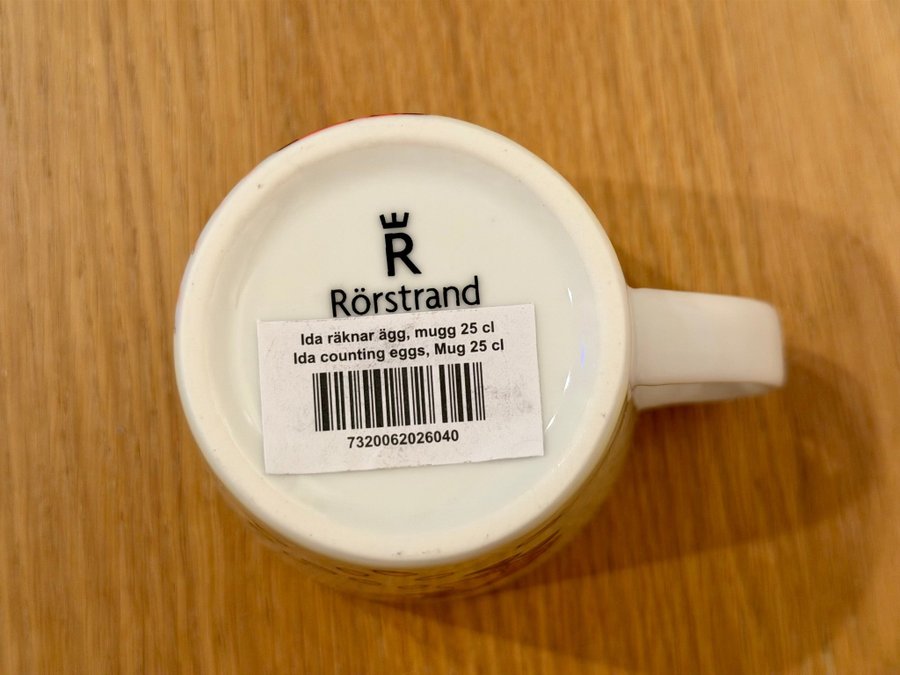 R
Rörstrand
Ida räknar ägg, mugg 25 cl
Ida counting eggs, Mug 25 cl
7320062026040